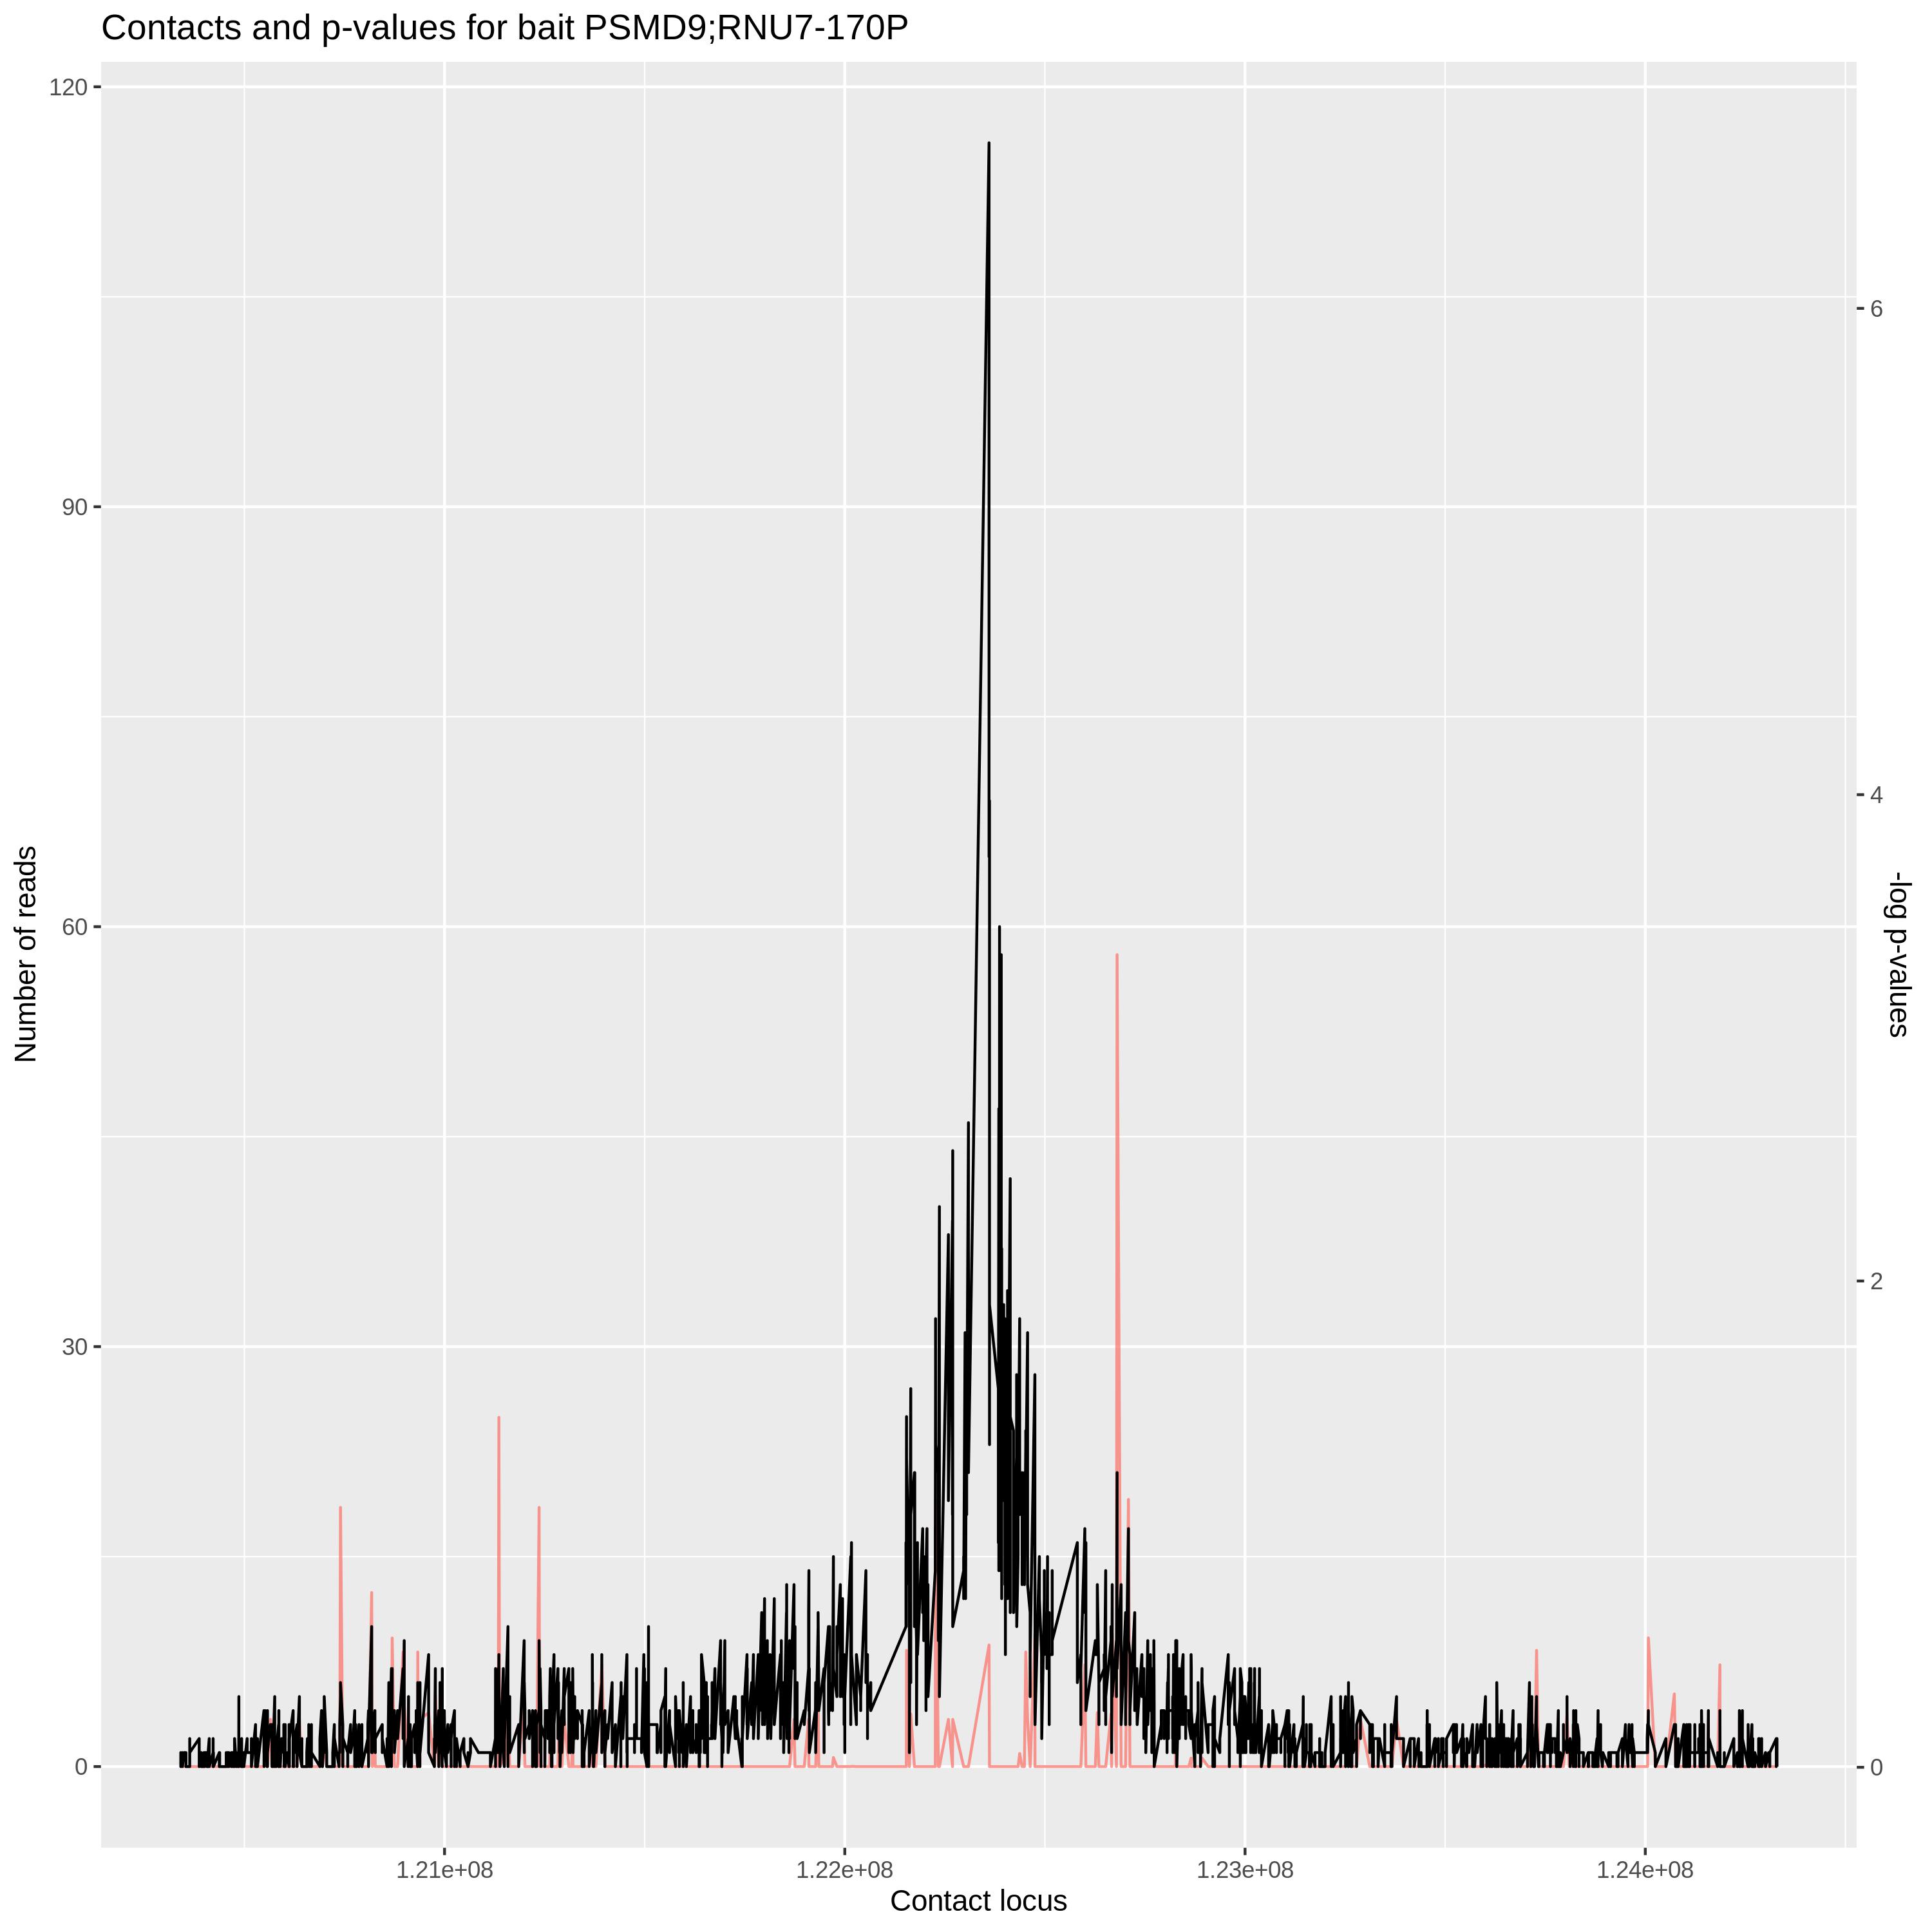 Contacts and p-values for bait PSMD9;RNU7-170P
120
90
60
30
0
Number of reads
6
4
2
0
-log p-values
1.21e+08
1.22e+08
1.23e+08
1.24e+08
Contact locus